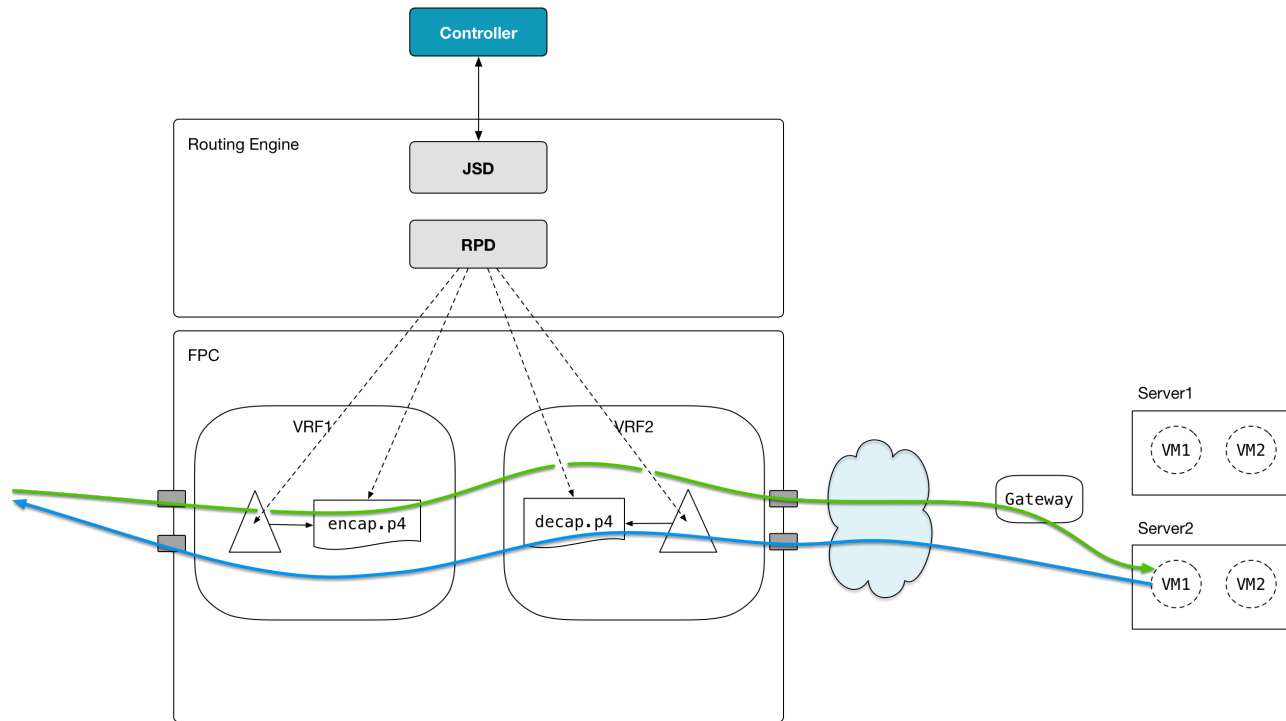 Controller
Routing Engine
JSD
RPD
FPC
VRF1
VRF2
encap.p4
decap.p4
Gateway
Server1
VM1
VM2
Server2
VM1
VM2